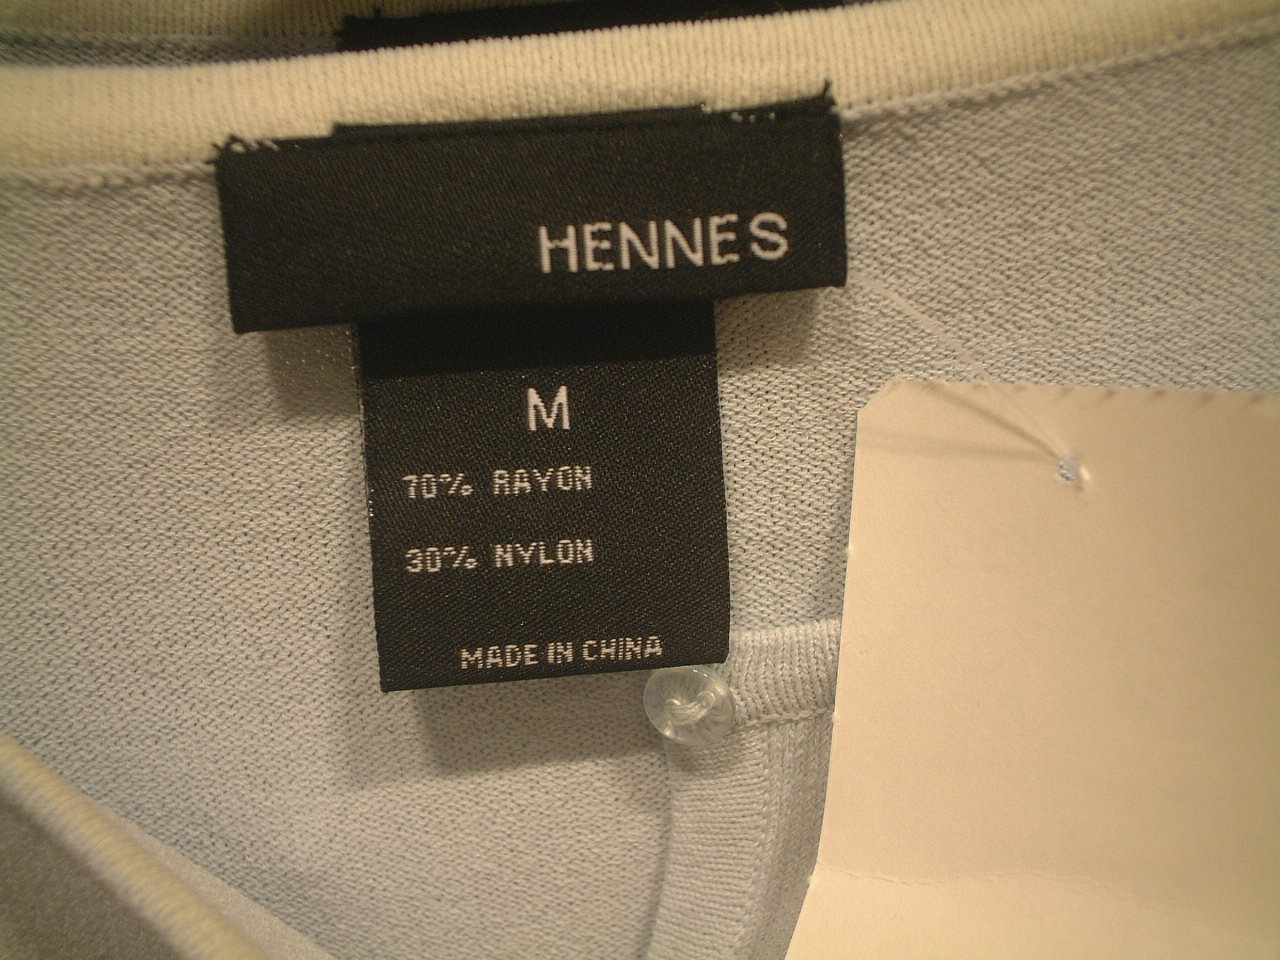 HENNES
M
70% RAYON
30% NYLON
MADE IN CHINA